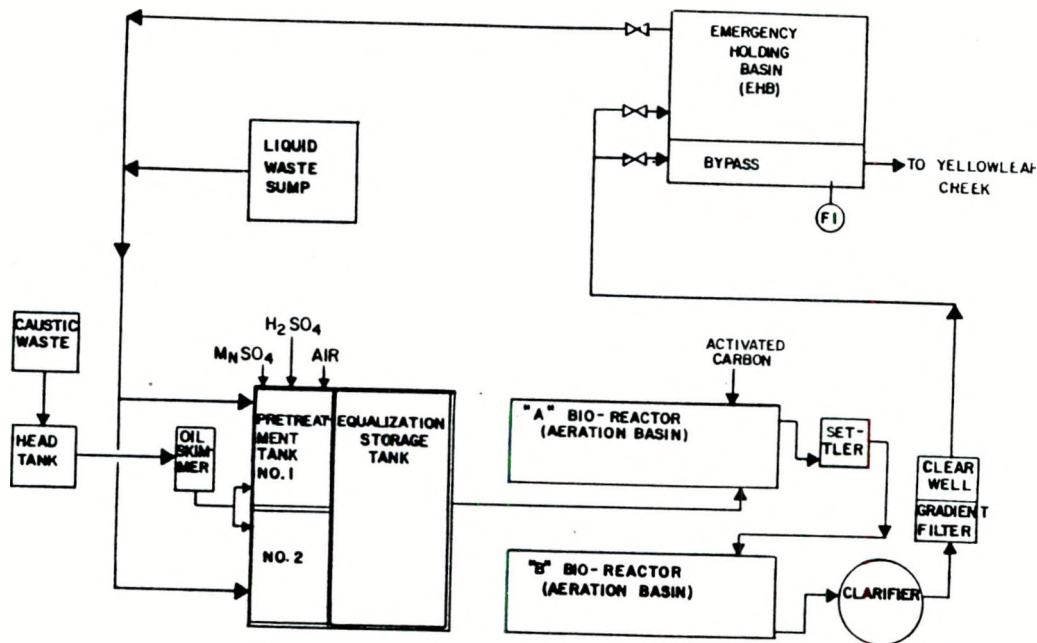 EMERGENCY
HOLDING
BASIN
(EHB)
BYPASS
TO YELLOWLEAF
CREEK
FI
LIQUID
WASTE
SUMP
CAUSTIC
WASTE
HEAD
TANK
OIL
SKIM-
MER
MNSO4
H2SO4
AIR
PRETREAT-
MENT
TANK
NO. 1
NO. 2
EQUALIZATION
STORAGE
TANK
ACTIVATED
CARBON
"A" BIO-REACTOR
(AERATION BASIN)
SET-
TLER
"B" BIO-REACTOR
(AERATION BASIN)
CLARIFIER
CLEAR
WELL
GRADIENT
FILTER